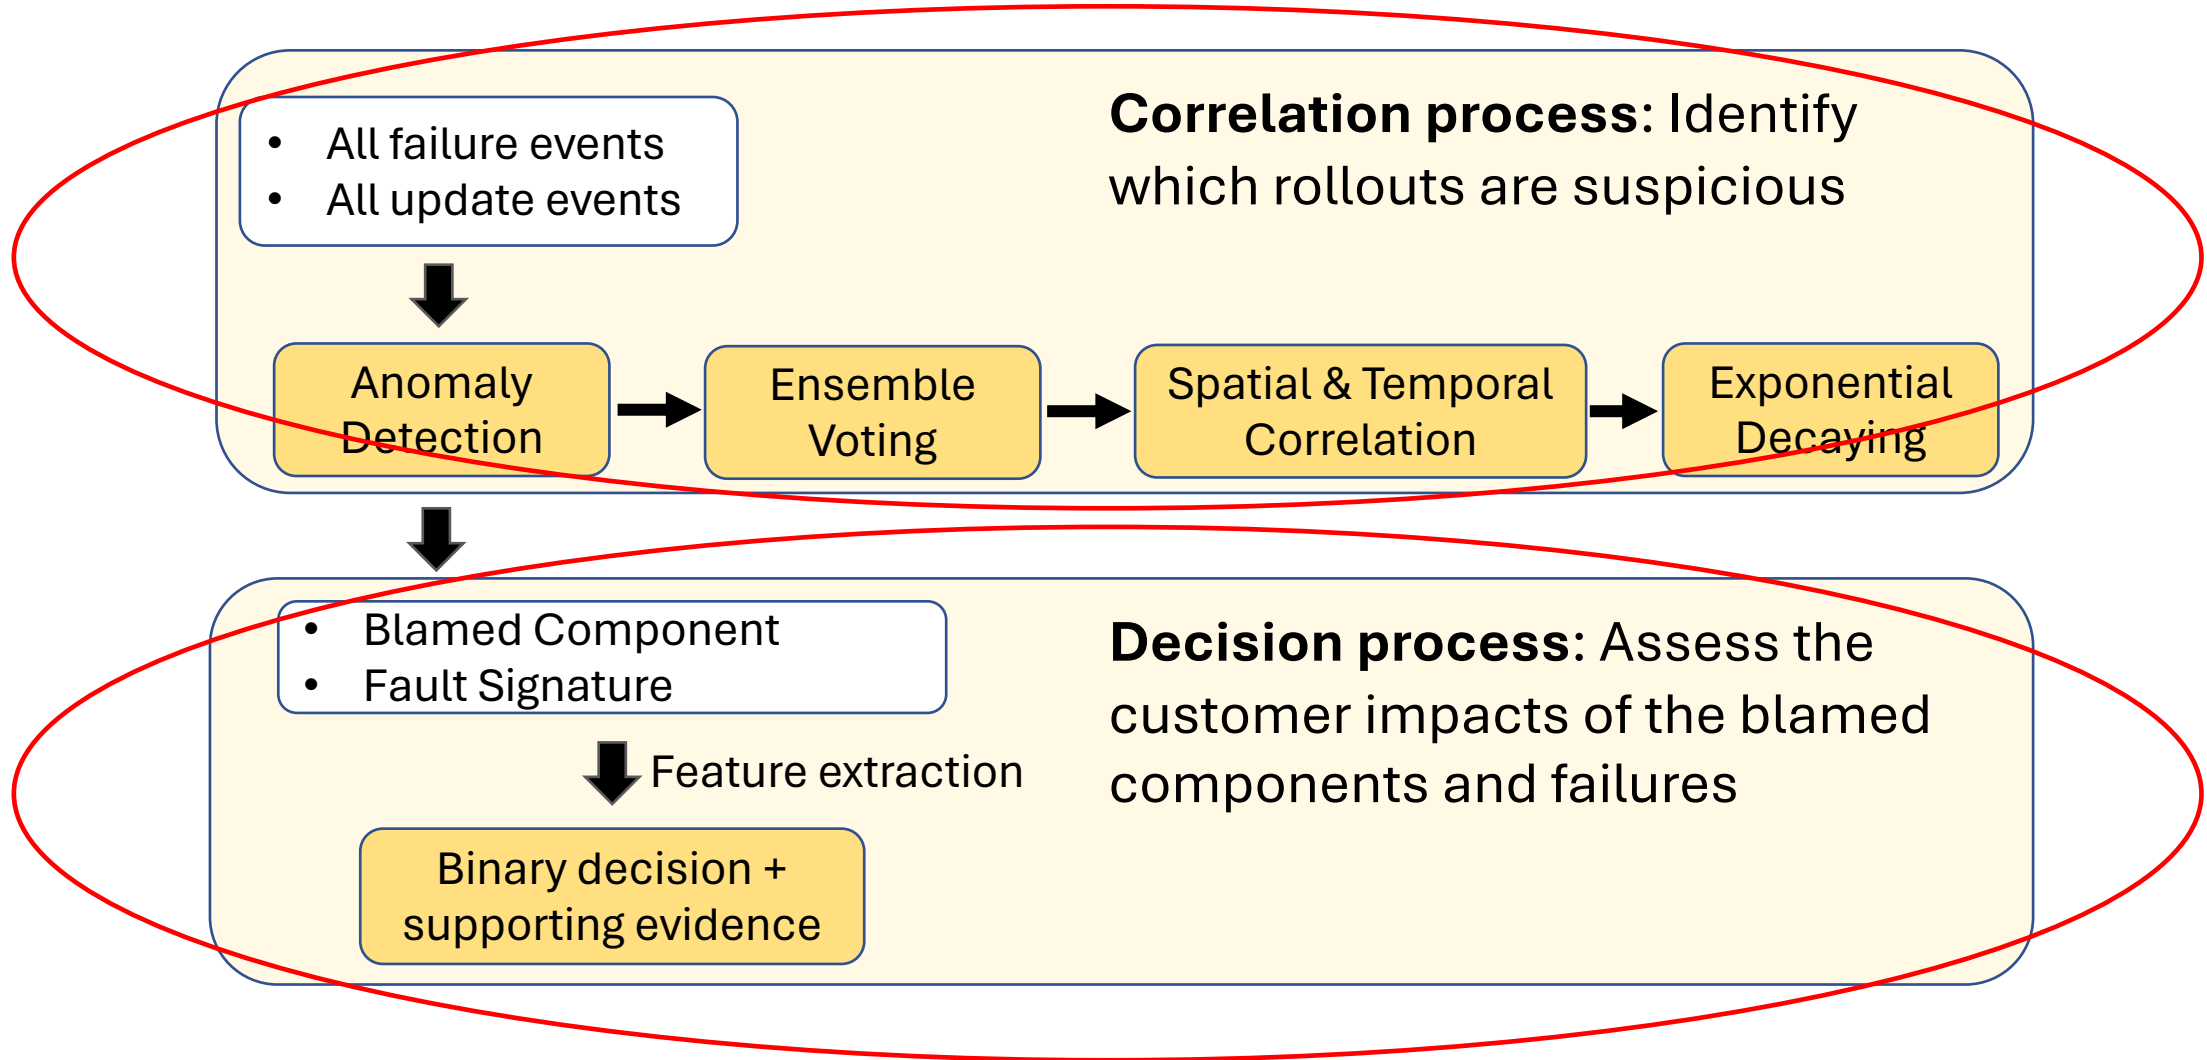 • All failure events
• All update events
Correlation process: Identify
which rollouts are suspicious
Anomaly
Detection
Ensemble
Voting
Spatial & Temporal
Correlation
Exponential
Decaying
• Blamed Component
• Fault Signature
Feature extraction
Binary decision +
supporting evidence
Decision process: Assess the
customer impacts of the blamed
components and failures